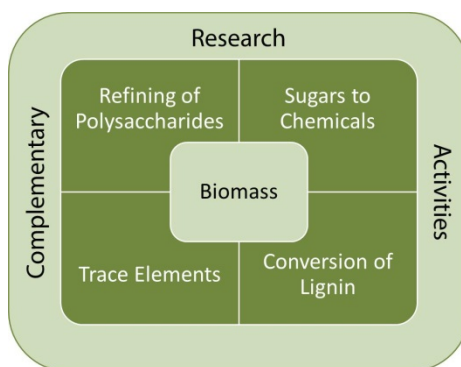 Research
Complementary
Activities
Refining of
Polysaccharides
Sugars to
Chemicals
Biomass
Trace Elements
Conversion of
Lignin